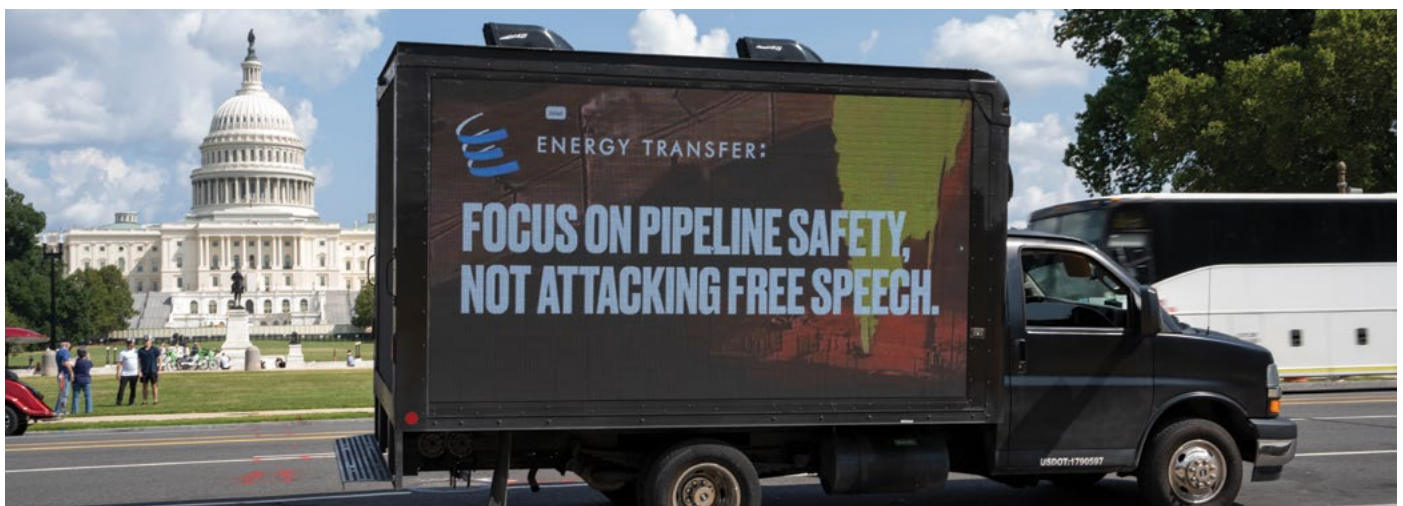 ENERGY TRANSFER:
FOCUS ON PIPELINE SAFETY,
NOT ATTACKING FREE SPEECH.
USDOT:1790597